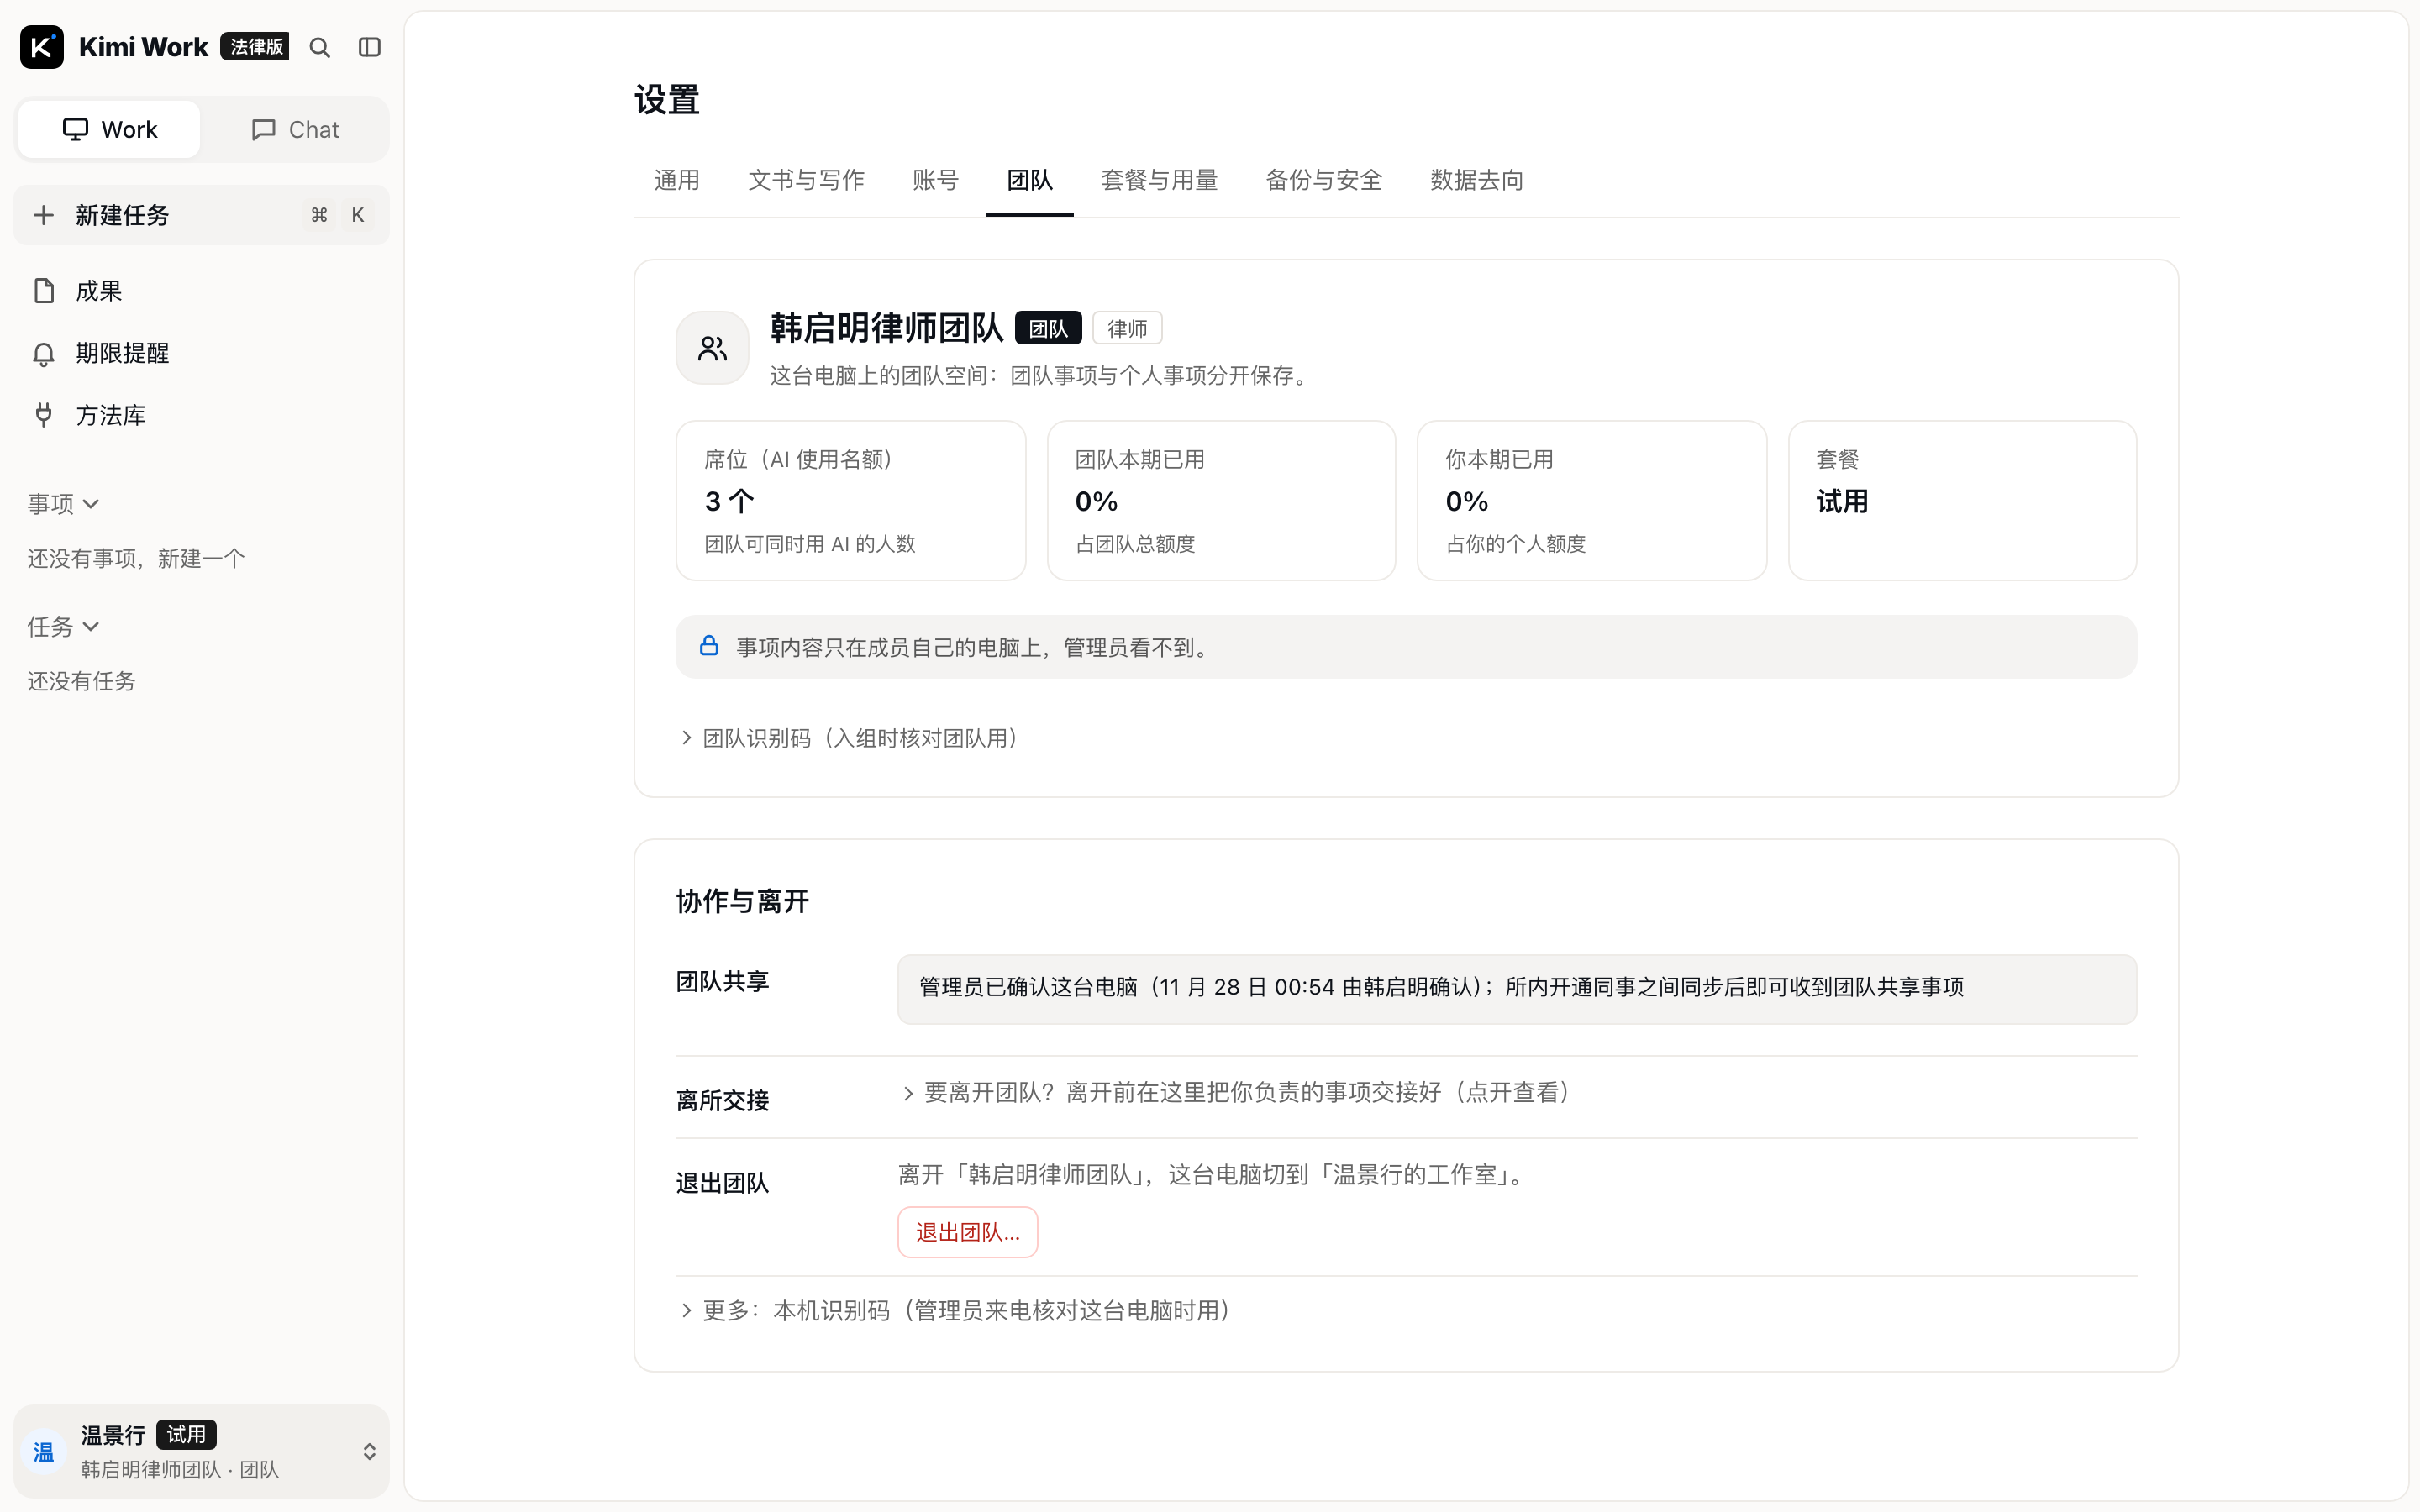 Kimi Work 法律版
Work
Chat
新建任务 ⌘ K
成果
期限提醒
方法库
事项
还没有事项，新建一个
任务
还没有任务
温
温景行 试用
韩启明律师团队 · 团队
设置
通用 文书与写作 账号 团队 套餐与用量 备份与安全 数据去向
韩启明律师团队 团队 律师
这台电脑上的团队空间：团队事项与个人事项分开保存。
席位（AI 使用名额）
3 个
团队可同时用 AI 的人数
团队本期已用
0%
占团队总额度
你本期已用
0%
占你的个人额度
套餐
试用
事项内容只在成员自己的电脑上，管理员看不到。
团队识别码（入组时核对团队用）
协作与离开
团队共享
管理员已确认这台电脑（11 月 28 日 00:54 由韩启明确认）；所内开通同事之间同步后即可收到团队共享事项
离所交接
要离开团队？离开前在这里把你负责的事项交接好（点开查看）
退出团队
离开「韩启明律师团队」，这台电脑切到「温景行的工作室」。
退出团队...
更多：本机识别码（管理员来电核对这台电脑时用）